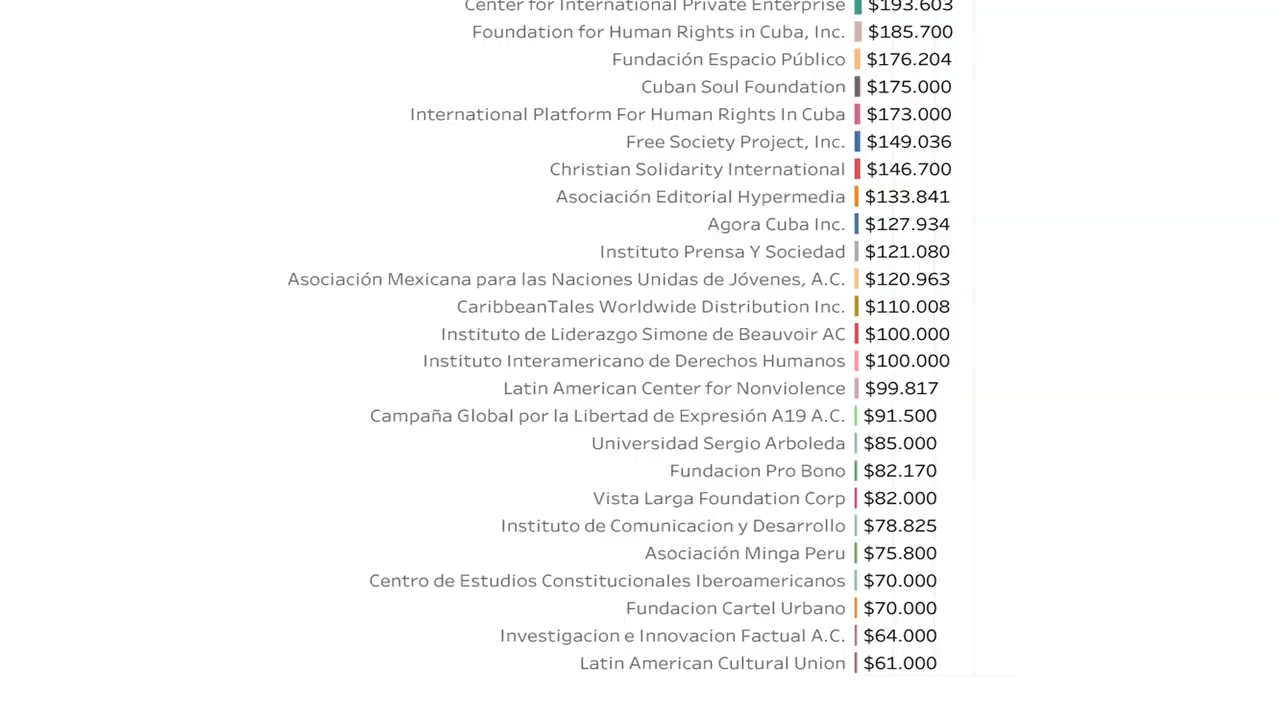 Center for International Private Enterprise $193.603
Foundation for Human Rights in Cuba, Inc. $185.700
Fundación Espacio Público $176.204
Cuban Soul Foundation $175.000
International Platform For Human Rights In Cuba $173.000
Free Society Project, Inc. $149.036
Christian Solidarity International $146.700
Asociación Editorial Hypermedia $133.841
Agora Cuba Inc. $127.934
Instituto Prensa Y Sociedad $121.080
Asociación Mexicana para las Naciones Unidas de Jóvenes, A.C. $120.963
CaribbeanTales Worldwide Distribution Inc. $110.008
Instituto de Liderazgo Simone de Beauvoir AC $100.000
Instituto Interamericano de Derechos Humanos $100.000
Latin American Center for Nonviolence $99.817
Campaña Global por la Libertad de Expresión A19 A.C. $91.500
Universidad Sergio Arboleda $85.000
Fundacion Pro Bono $82.170
Vista Larga Foundation Corp $82.000
Instituto de Comunicacion y Desarrollo $78.825
Asociación Minga Peru $75.800
Centro de Estudios Constitucionales Iberoamericanos $70.000
Fundacion Cartel Urbano $70.000
Investigacion e Innovacion Factual A.C. $64.000
Latin American Cultural Union $61.000